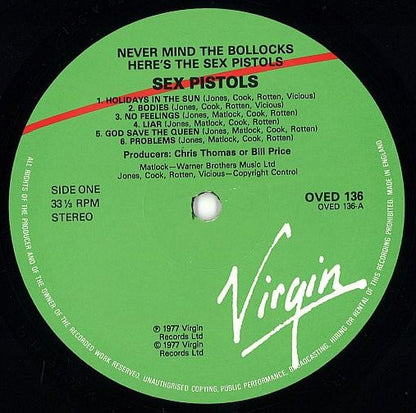 NEVER MIND THE BOLLOCKS
HERE'S THE SEX PISTOLS
SEX PISTOLS
1. HOLIDAYS IN THE SUN (Jones, Cook, Rotten, Vicious)
2. BODIES (Jones, Cook, Rotten, Vicious)
3. NO FEELINGS (Jones, Matlock, Cook, Rotten)
4. LIAR (Jones, Matlock, Cook, Rotten)
5. GOD SAVE THE QUEEN (Jones, Matlock, Cook, Rotten)
6. PROBLEMS (Jones, Matlock, Cook, Rotten)
Producers: Chris Thomas or Bill Price
Matlock—Warner Brothers Music Ltd
Jones, Cook, Rotten, Vicious—Copyright Control
SIDE ONE
33⅓ RPM
STEREO
OVED 136
OVED 136-A
Virgin
℗ 1977 Virgin
Records Ltd
© 1977 Virgin
Records Ltd
ALL RIGHTS OF THE PRODUCER AND OF THE OWNER OF THE RECORDED WORK RESERVED. UNAUTHORISED COPYING, PUBLIC PERFORMANCE, BROADCASTING, HIRING OR RENTAL OF THIS RECORDING PROHIBITED. MADE IN ENGLAND